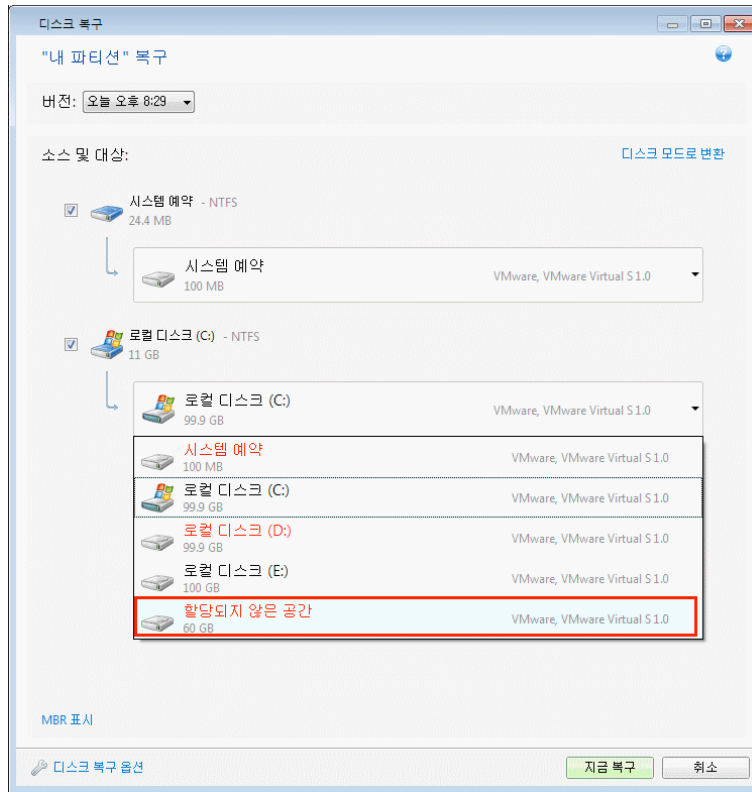 디스크 복구
"내 파티션" 복구
버전: 오늘 오후 8:29
소스 및 대상:
디스크 모드로 변환
시스템 예약 - NTFS
24.4 MB
시스템 예약
100 MB
VMware, VMware Virtual S 1.0
로컬 디스크 (C:) - NTFS
11 GB
로컬 디스크 (C:)
99.9 GB
VMware, VMware Virtual S 1.0
시스템 예약
100 MB
VMware, VMware Virtual S 1.0
로컬 디스크 (C:)
99.9 GB
VMware, VMware Virtual S 1.0
로컬 디스크 (D:)
99.9 GB
VMware, VMware Virtual S 1.0
로컬 디스크 (E:)
100 GB
VMware, VMware Virtual S 1.0
할당되지 않은 공간
60 GB
VMware, VMware Virtual S 1.0
MBR 표시
디스크 복구 옵션
지금 복구
취소